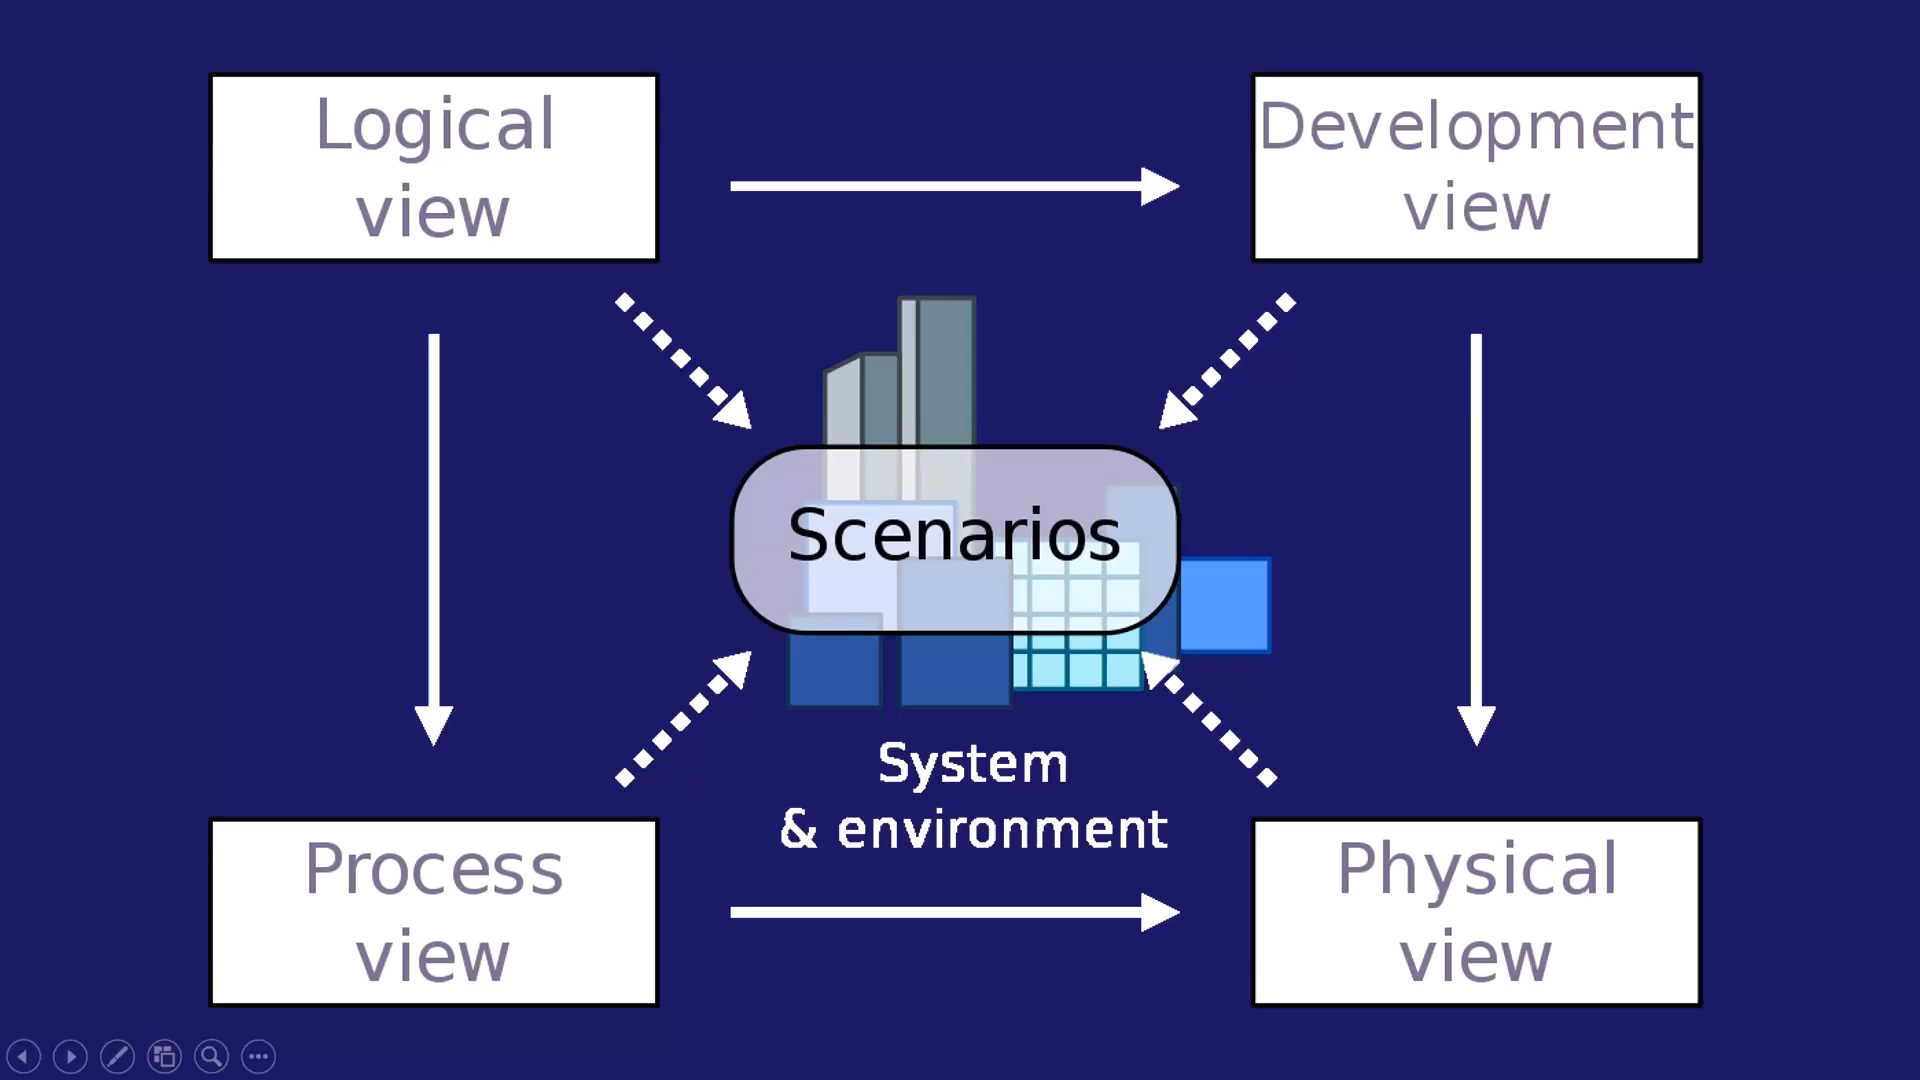 Logical
view
Development
view
Scenarios
System
& environment
Process
view
Physical
view